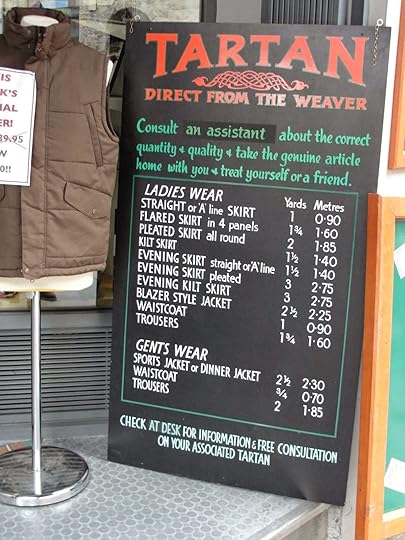 IS
K'S
IAL
ER!
89.95
W
0!!
TARTAN
DIRECT FROM THE WEAVER
Consult an assistant about the correct
quantity & quality & take the genuine article
home with you & treat yourself or a friend.
LADIES WEAR Yards Metres
STRAIGHT or 'A' line SKIRT 1 0·90
FLARED SKIRT in 4 panels 1¾ 1·60
PLEATED SKIRT all round 2 1·85
KILT SKIRT 1½ 1·40
EVENING SKIRT straight or 'A' line 1½ 1·40
EVENING SKIRT pleated 3 2·75
EVENING KILT SKIRT 3 2·75
BLAZER STYLE JACKET 2½ 2·25
WAISTCOAT 1 0·90
TROUSERS 1¾ 1·60
GENTS WEAR
SPORTS JACKET or DINNER JACKET 2½ 2·30
WAISTCOAT ¾ 0·70
TROUSERS 2 1·85
CHECK AT DESK FOR INFORMATION & FREE CONSULTATION
ON YOUR ASSOCIATED TARTAN